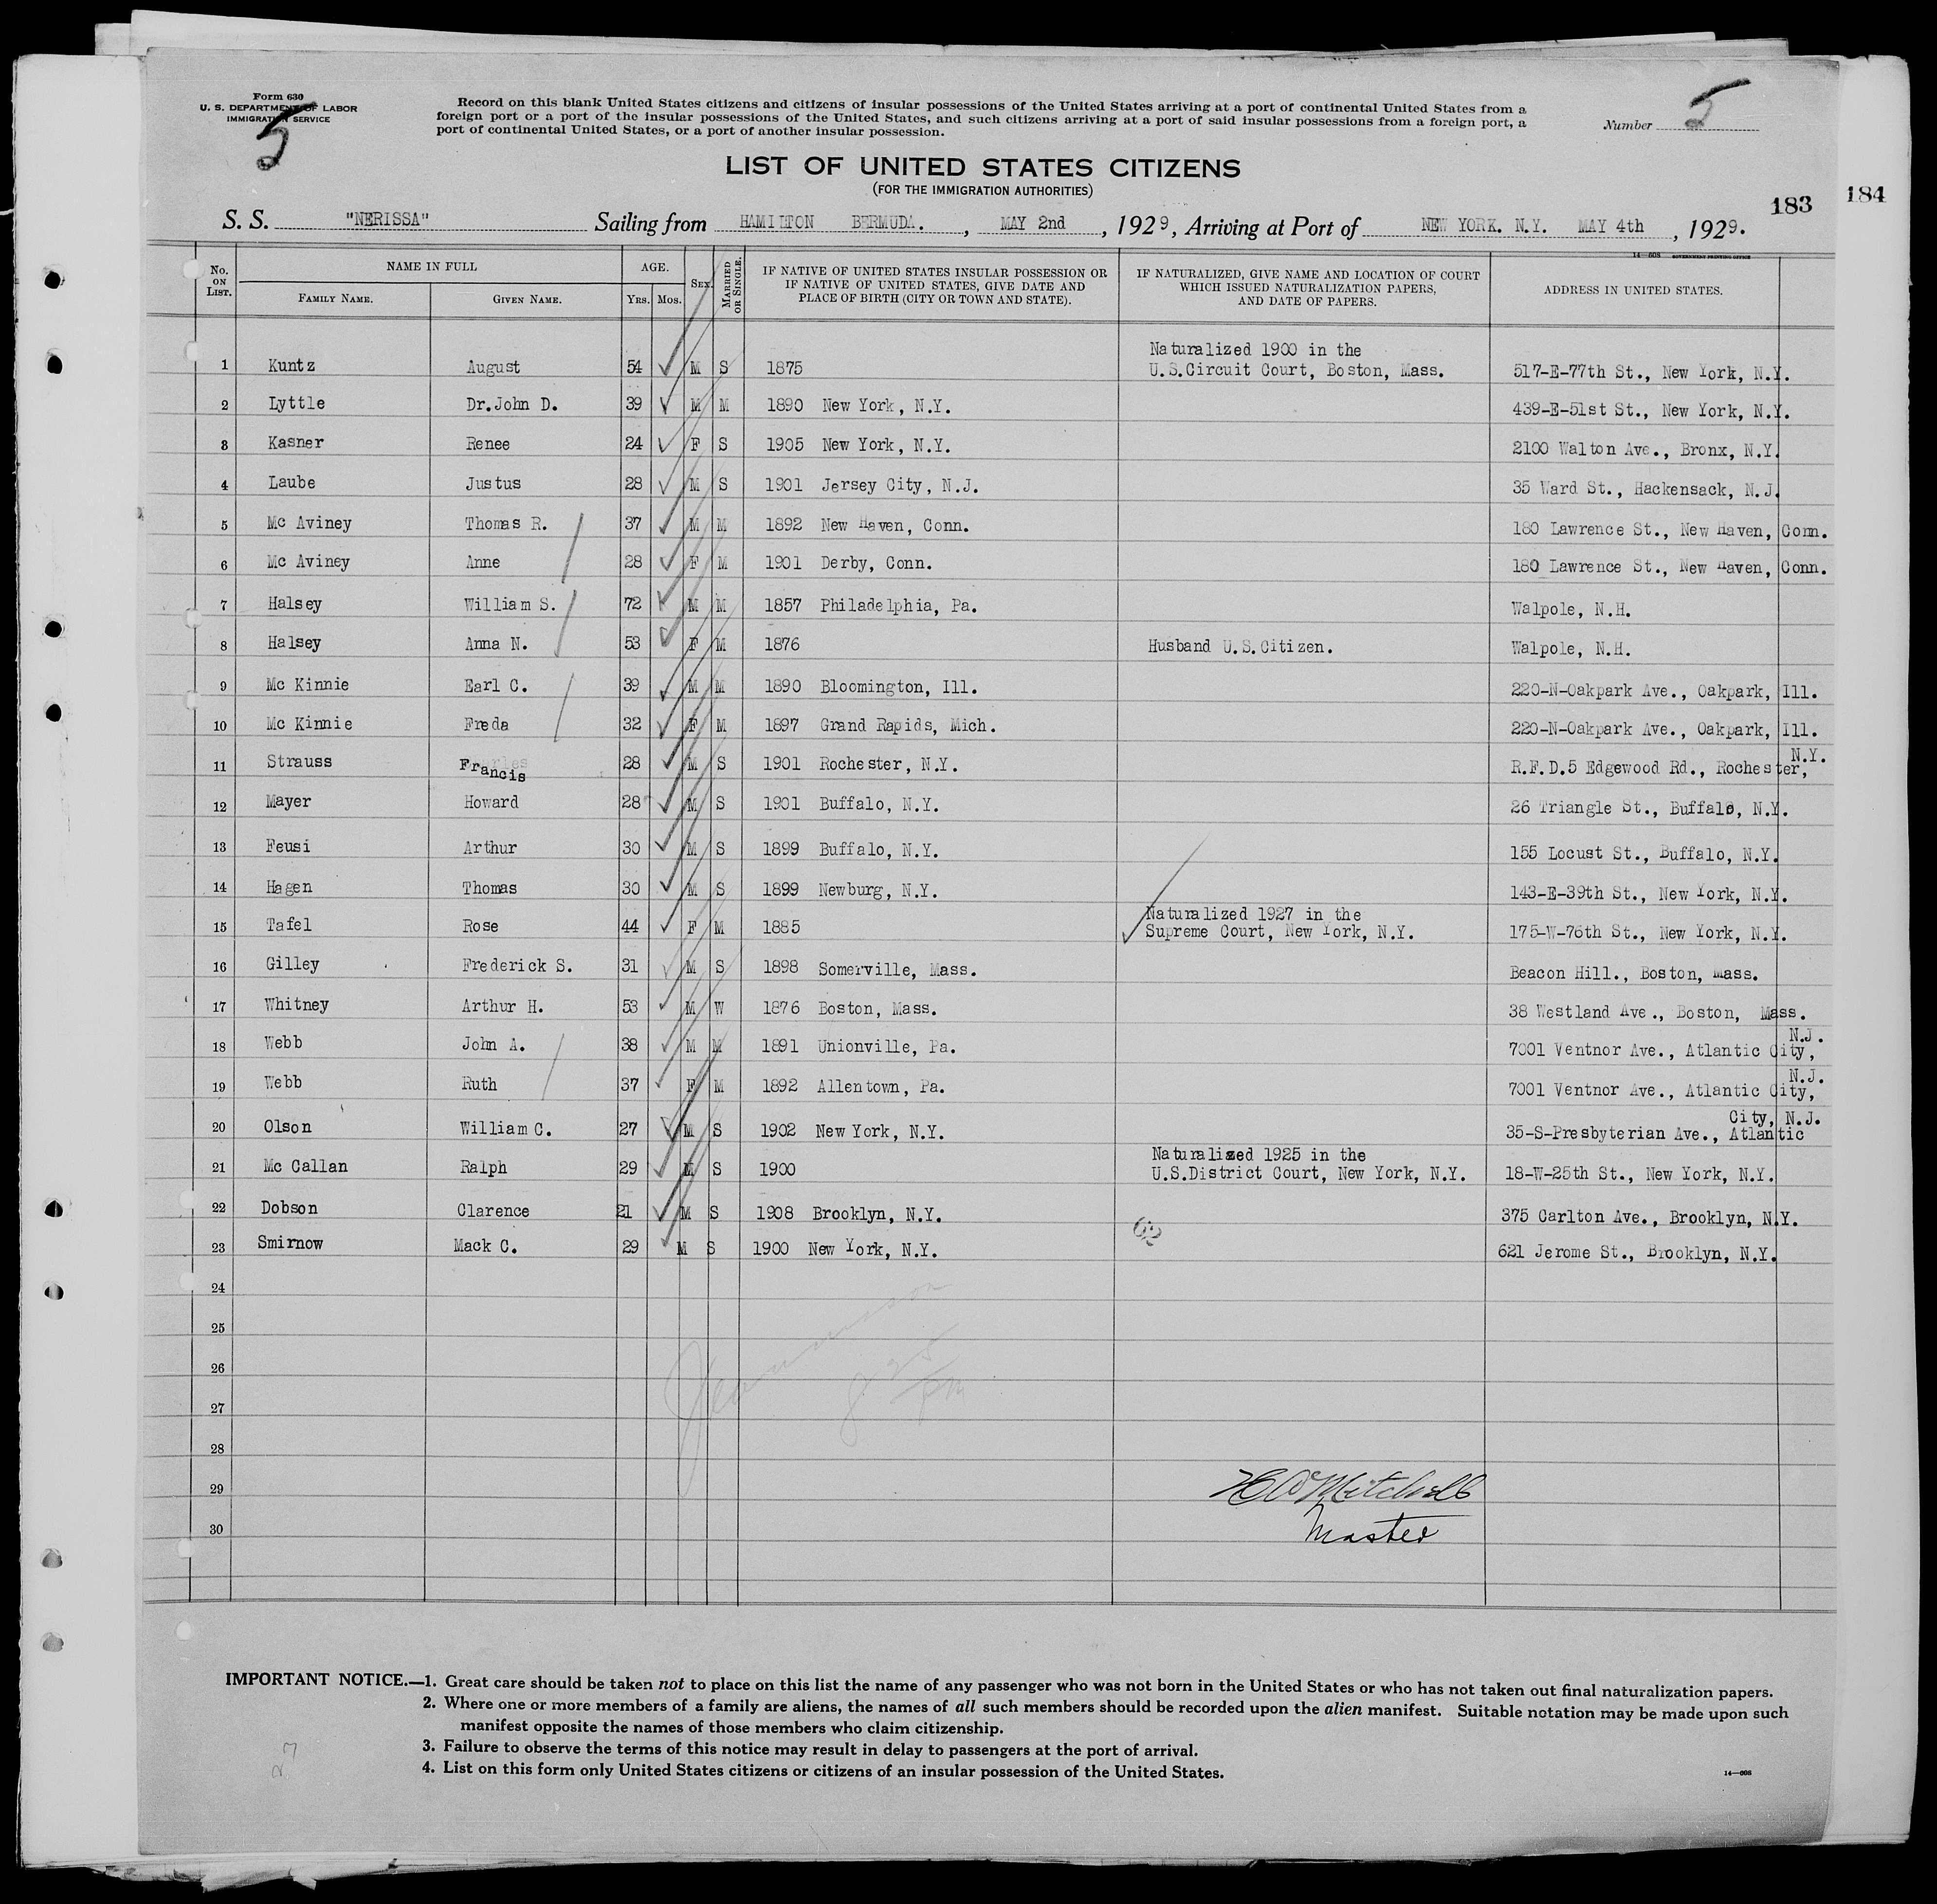 Form 630
U. S. DEPARTMENT OF LABOR
IMMIGRATION SERVICE
5
Record on this blank United States citizens and citizens of insular possessions of the United States arriving at a port of continental United States from a
foreign port or a port of the insular possessions of the United States, and such citizens arriving at a port of said insular possessions from a foreign port, a
port of continental United States, or a port of another insular possession.
Number 5
LIST OF UNITED STATES CITIZENS
(FOR THE IMMIGRATION AUTHORITIES)
183
184
S. S. "NERISSA" Sailing from HAMILTON BERMUDA. , MAY 2nd , 1929, Arriving at Port of NEW YORK. N.Y. MAY 4th , 1929.
14—608 GOVERNMENT PRINTING OFFICE
No. ON LIST. NAME IN FULL FAMILY NAME. GIVEN NAME. AGE. YRS. MOS. SEX. MARRIED OR SINGLE. IF NATIVE OF UNITED STATES INSULAR POSSESSION OR IF NATIVE OF UNITED STATES, GIVE DATE AND PLACE OF BIRTH (CITY OR TOWN AND STATE). IF NATURALIZED, GIVE NAME AND LOCATION OF COURT WHICH ISSUED NATURALIZATION PAPERS, AND DATE OF PAPERS. ADDRESS IN UNITED STATES.
1 Kuntz August 54 M S 1875 Naturalized 1900 in the U.S.Circuit Court, Boston, Mass. 517-E-77th St., New York, N.Y.
2 Lyttle Dr.John D. 39 M M 1890 New York, N.Y. 439-E-51st St., New York, N.Y.
3 Kasner Renee 24 F S 1905 New York, N.Y. 2100 Walton Ave., Bronx, N.Y.
4 Laube Justus 28 M S 1901 Jersey City, N.J. 35 Ward St., Hackensack, N.J.
5 Mc Aviney Thomas R. 37 M M 1892 New Haven, Conn. 180 Lawrence St., New Haven, Conn.
6 Mc Aviney Anne 28 F M 1901 Derby, Conn. 180 Lawrence St., New Haven, Conn.
7 Halsey William S. 72 M M 1857 Philadelphia, Pa. Walpole, N.H.
8 Halsey Anna N. 53 F M 1876 Husband U.S.Citizen. Walpole, N.H.
9 Mc Kinnie Earl C. 39 M M 1890 Bloomington, Ill. 220-N-Oakpark Ave., Oakpark, Ill.
10 Mc Kinnie Freda 32 F M 1897 Grand Rapids, Mich. 220-N-Oakpark Ave., Oakpark, Ill.
11 Strauss Francis 28 M S 1901 Rochester, N.Y. R.F.D.5 Edgewood Rd., Rochester, N.Y.
12 Mayer Howard 28 M S 1901 Buffalo, N.Y. 26 Triangle St., Buffalo, N.Y.
13 Feusi Arthur 30 M S 1899 Buffalo, N.Y. 155 Locust St., Buffalo, N.Y.
14 Hagen Thomas 30 M S 1899 Newburg, N.Y. 143-E-39th St., New York, N.Y.
15 Tafel Rose 44 F M 1885 Naturalized 1927 in the Supreme Court, New York, N.Y. 175-W-76th St., New York, N.Y.
16 Gilley Frederick S. 31 M S 1898 Somerville, Mass. Beacon Hill., Boston, Mass.
17 Whitney Arthur H. 53 M W 1876 Boston, Mass. 38 Westland Ave., Boston, Mass.
18 Webb John A. 38 M M 1891 Unionville, Pa. 7001 Ventnor Ave., Atlantic City, N.J.
19 Webb Ruth 37 F M 1892 Allentown, Pa. 7001 Ventnor Ave., Atlantic City, N.J.
20 Olson William C. 27 M S 1902 New York, N.Y. 35-S-Presbyterian Ave., Atlantic City, N.J.
21 Mc Callan Ralph 29 M S 1900 Naturalized 1925 in the U.S.District Court, New York, N.Y. 18-W-25th St., New York, N.Y.
22 Dobson Clarence 21 M S 1908 Brooklyn, N.Y. 375 Carlton Ave., Brooklyn, N.Y.
23 Smirnow Mack C. 29 M S 1900 New York, N.Y. 621 Jerome St., Brooklyn, N.Y.
24
25
26
27
28
29
30
8 25 PM
Mitchell
Master
IMPORTANT NOTICE.—1. Great care should be taken not to place on this list the name of any passenger who was not born in the United States or who has not taken out final naturalization papers.
2. Where one or more members of a family are aliens, the names of all such members should be recorded upon the alien manifest. Suitable notation may be made upon such
manifest opposite the names of those members who claim citizenship.
3. Failure to observe the terms of this notice may result in delay to passengers at the port of arrival.
4. List on this form only United States citizens or citizens of an insular possession of the United States.
27
14—608